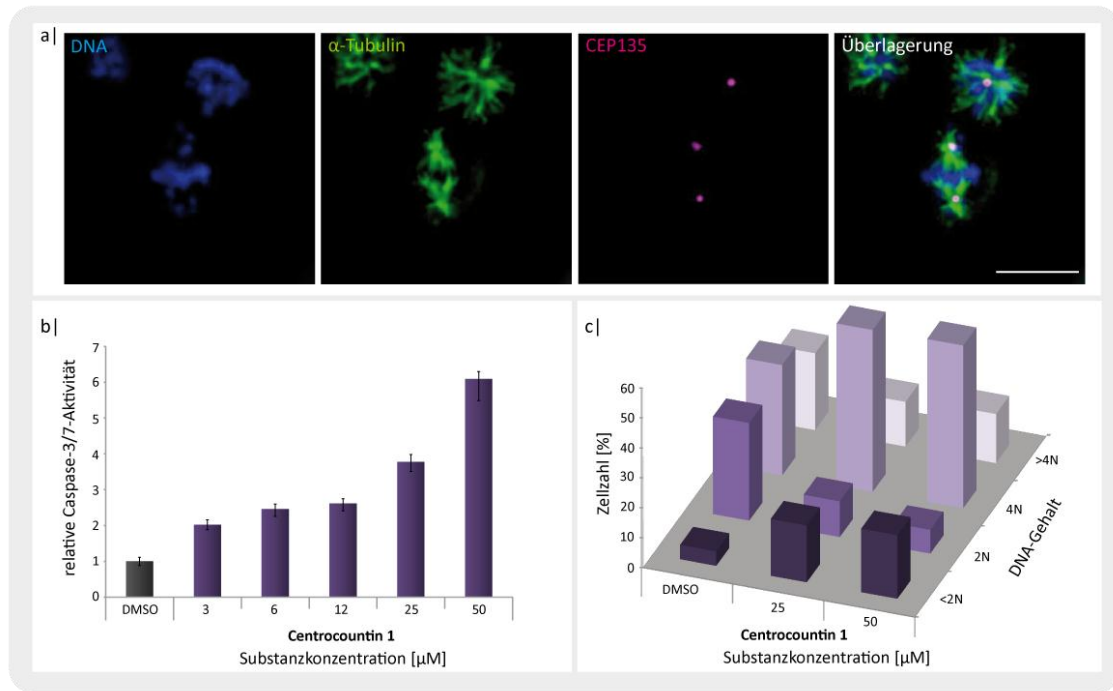 a|
DNA
α-Tubulin
CEP135
Überlagerung
b|
relative Caspase-3/7-Aktivität
7
6
5
4
3
2
1
0
DMSO 3 6 12 25 50
Centrocountin 1
Substanzkonzentration [µM]
c|
Zellzahl [%]
60
50
40
30
20
10
0
DMSO
25
50
<2N
2N
4N
>4N
DNA-Gehalt
Centrocountin 1
Substanzkonzentration [µM]